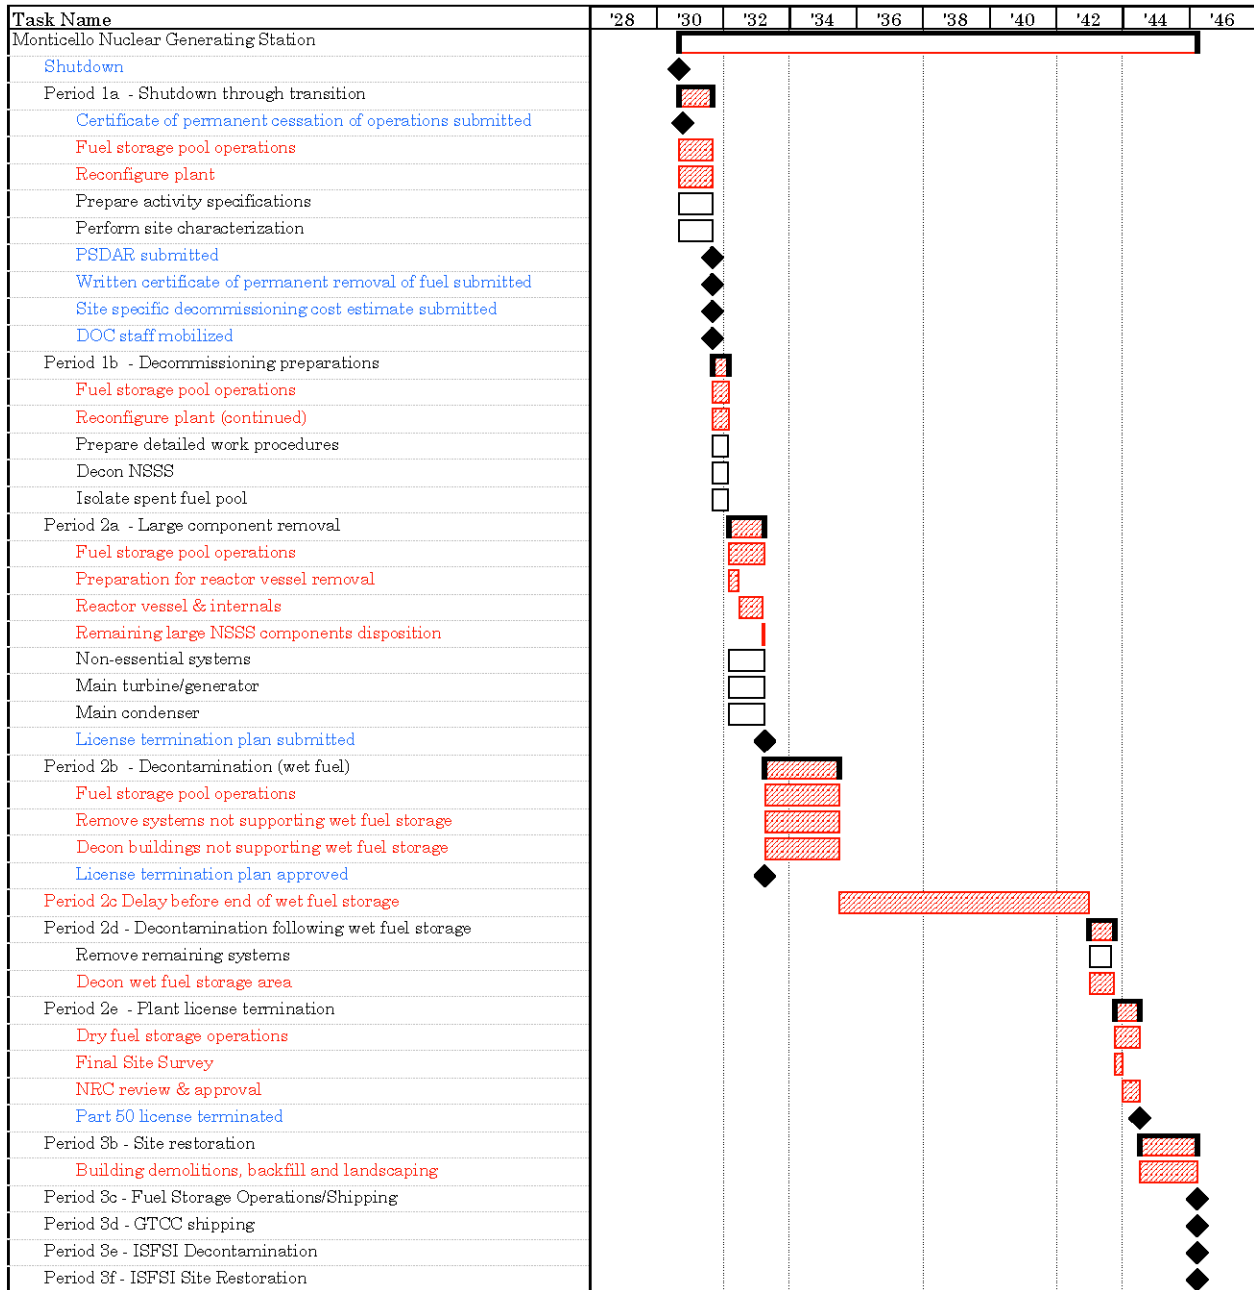 Task Name '28 '30 '32 '34 '36 '38 '40 '42 '44 '46
Monticello Nuclear Generating Station
Shutdown
Period 1a - Shutdown through transition
Certificate of permanent cessation of operations submitted
Fuel storage pool operations
Reconfigure plant
Prepare activity specifications
Perform site characterization
PSDAR submitted
Written certificate of permanent removal of fuel submitted
Site specific decommissioning cost estimate submitted
DOC staff mobilized
Period 1b - Decommissioning preparations
Fuel storage pool operations
Reconfigure plant (continued)
Prepare detailed work procedures
Decon NSSS
Isolate spent fuel pool
Period 2a - Large component removal
Fuel storage pool operations
Preparation for reactor vessel removal
Reactor vessel & internals
Remaining large NSSS components disposition
Non-essential systems
Main turbine/generator
Main condenser
License termination plan submitted
Period 2b - Decontamination (wet fuel)
Fuel storage pool operations
Remove systems not supporting wet fuel storage
Decon buildings not supporting wet fuel storage
License termination plan approved
Period 2c Delay before end of wet fuel storage
Period 2d - Decontamination following wet fuel storage
Remove remaining systems
Decon wet fuel storage area
Period 2e - Plant license termination
Dry fuel storage operations
Final Site Survey
NRC review & approval
Part 50 license terminated
Period 3b - Site restoration
Building demolitions, backfill and landscaping
Period 3c - Fuel Storage Operations/Shipping
Period 3d - GTCC shipping
Period 3e - ISFSI Decontamination
Period 3f - ISFSI Site Restoration